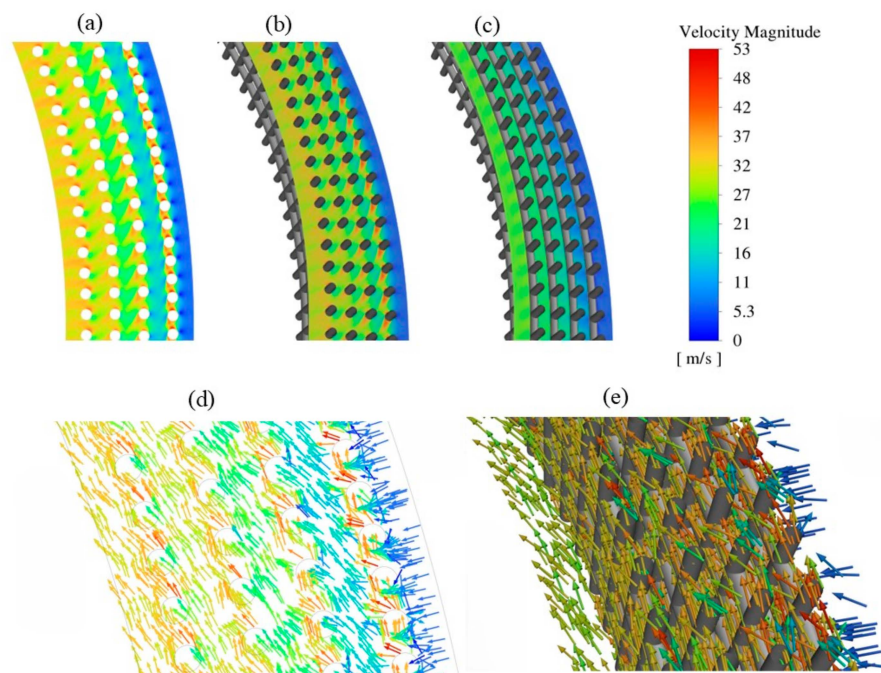 (a)
(b)
(c)
Velocity Magnitude
53
48
42
37
32
27
21
16
11
5.3
0
[ m/s ]
(d)
(e)